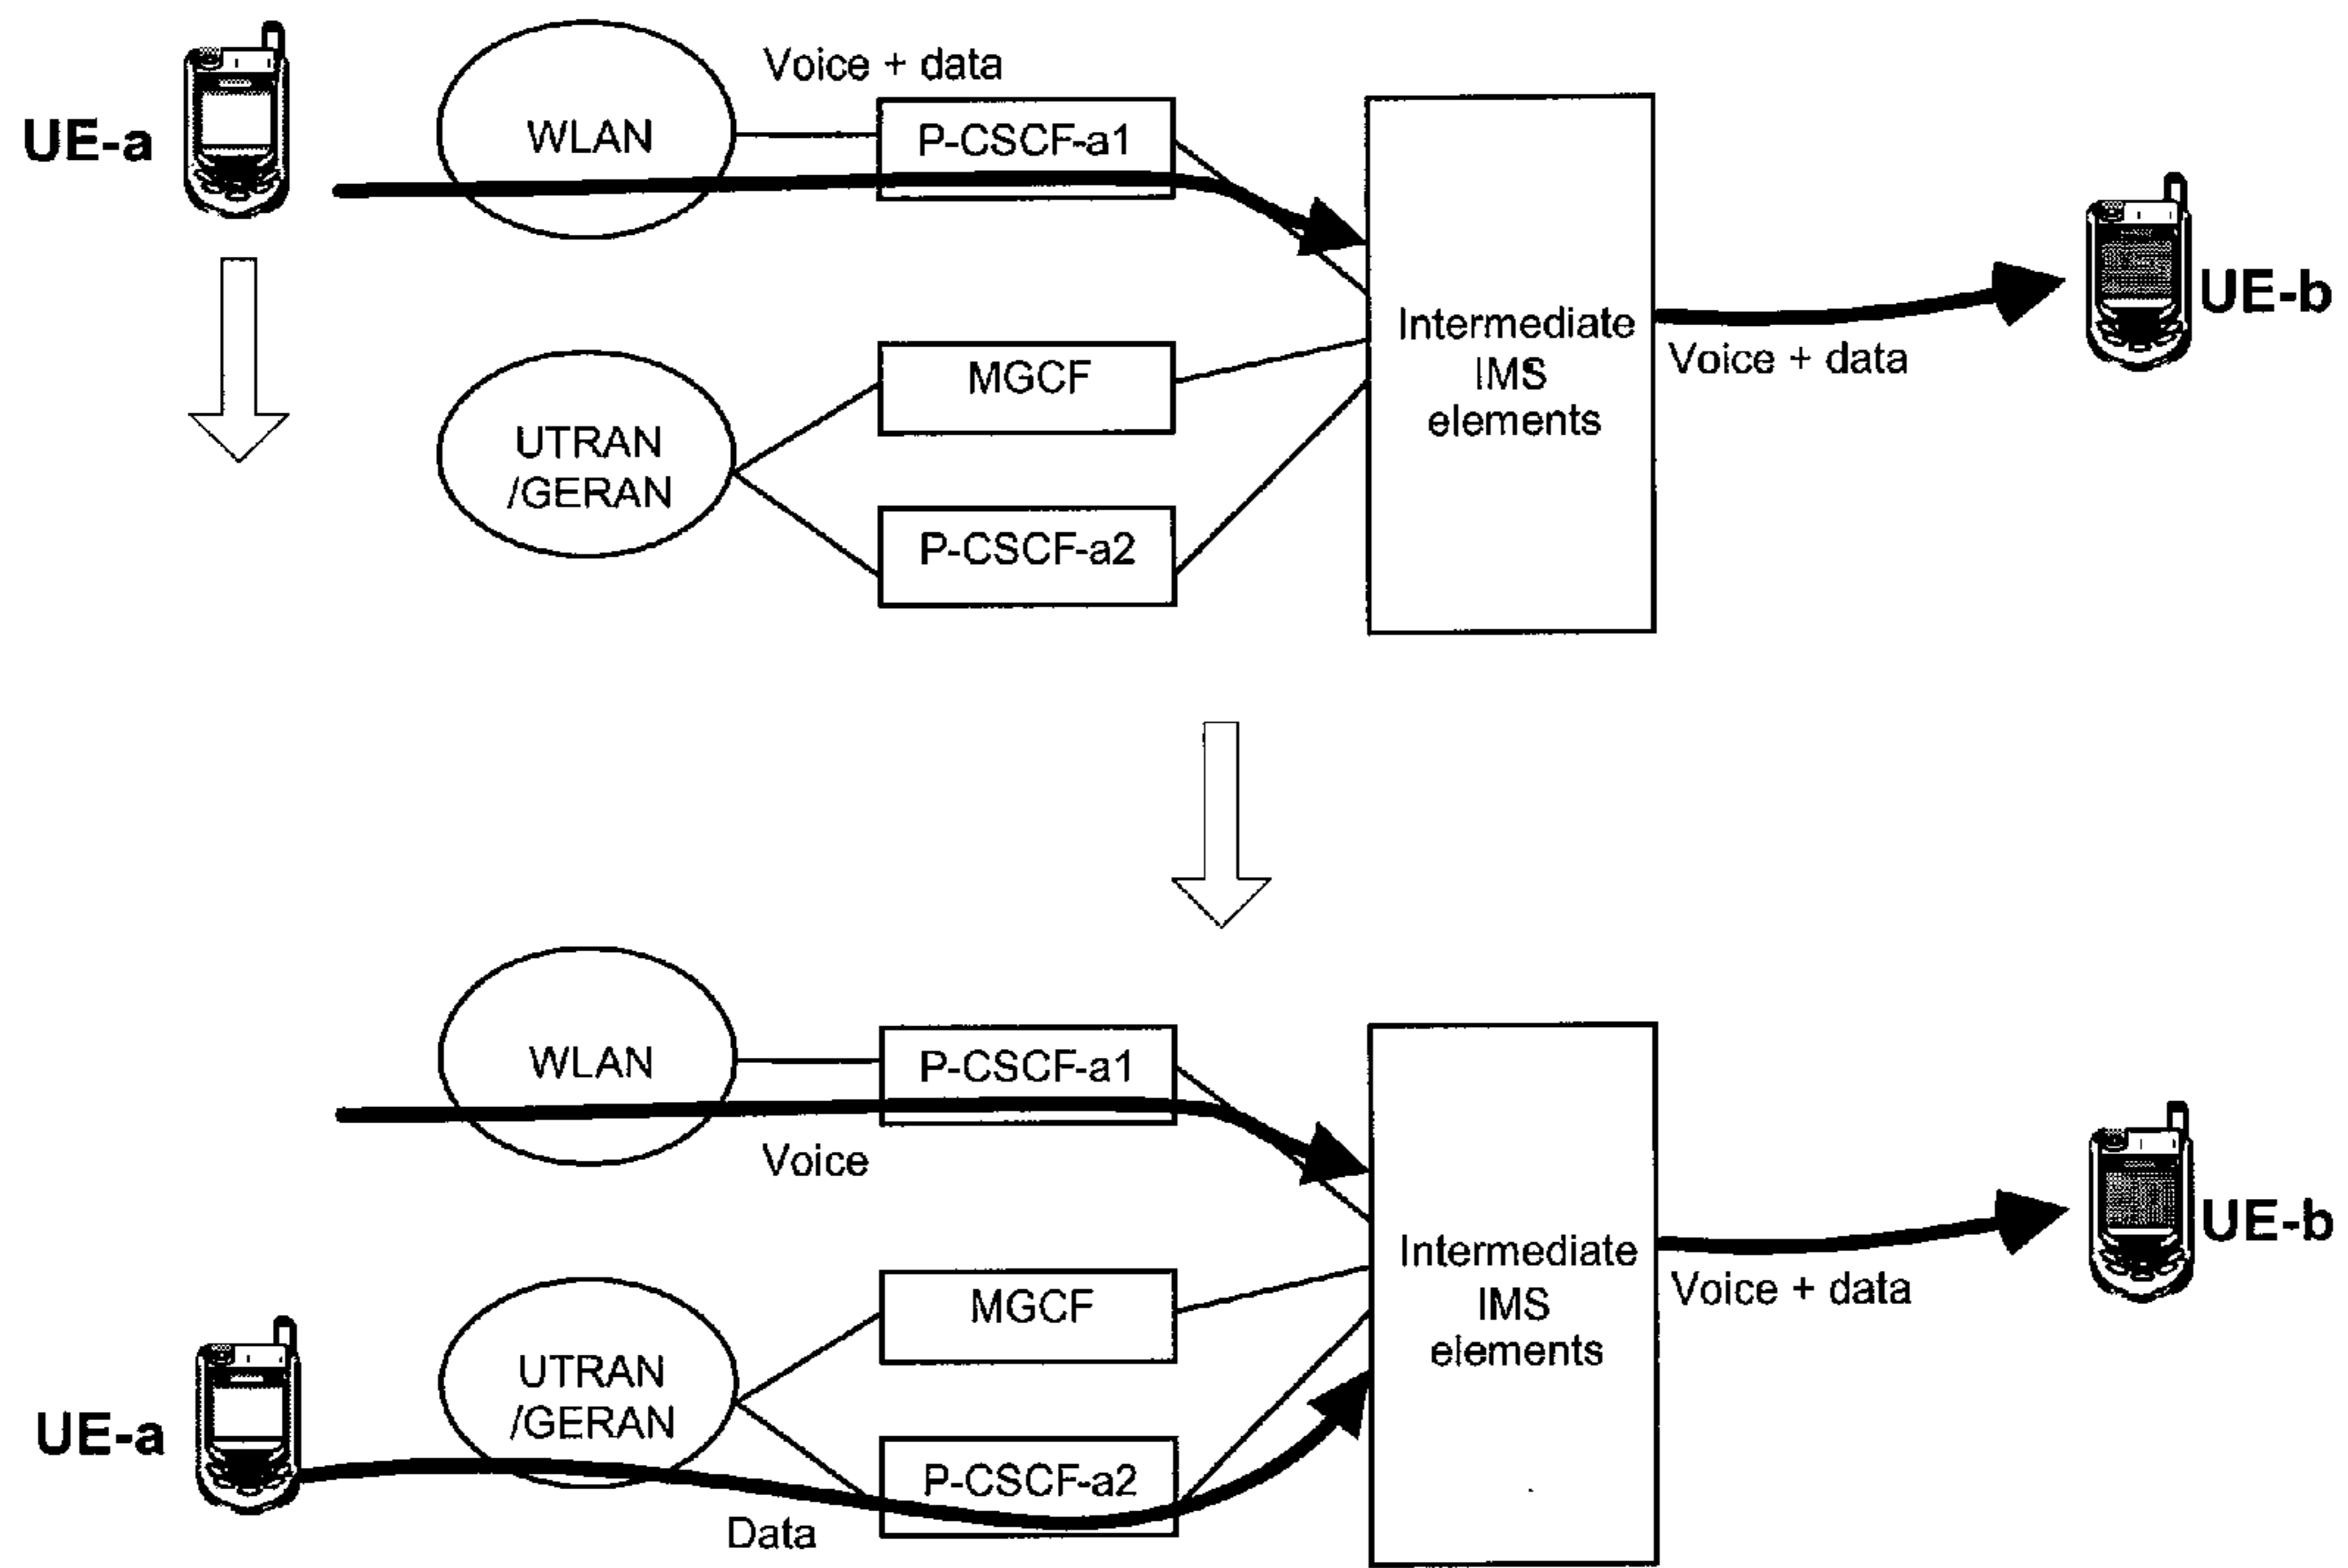 Voice + data
UE-a
WLAN
P-CSCF-a1
UE-b
Intermediate
IMS
elements
Voice + data
MGCF
UTRAN
/GERAN
P-CSCF-a2
WLAN
P-CSCF-a1
Voice
UE-b
Intermediate
IMS
elements
Voice + data
MGCF
UTRAN
/GERAN
UE-a
P-CSCF-a2
Data